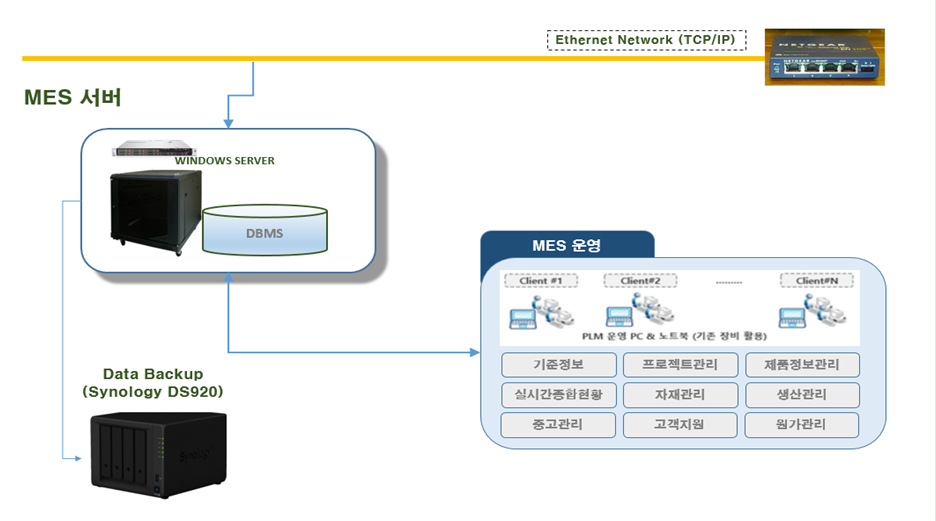 Ethernet Network (TCP/IP)
NETGEAR
MES 서버
WINDOWS SERVER
DBMS
MES 운영
Client #1
Client#2
---------
Client#N
PLM 운영 PC & 노트북 (기존 장비 활용)
기준정보
프로젝트관리
제품정보관리
실시간종합현황
자재관리
생산관리
중고관리
고객지원
원가관리
Data Backup
(Synology DS920)
Synology